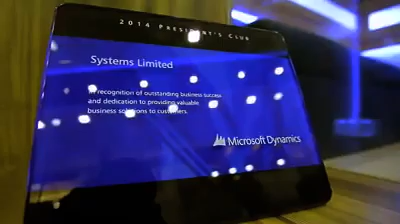 2014 PRESIDENT'S CLUB
Systems Limited
In recognition of outstanding business success
and dedication to providing valuable
business solutions to customers.
Microsoft Dynamics